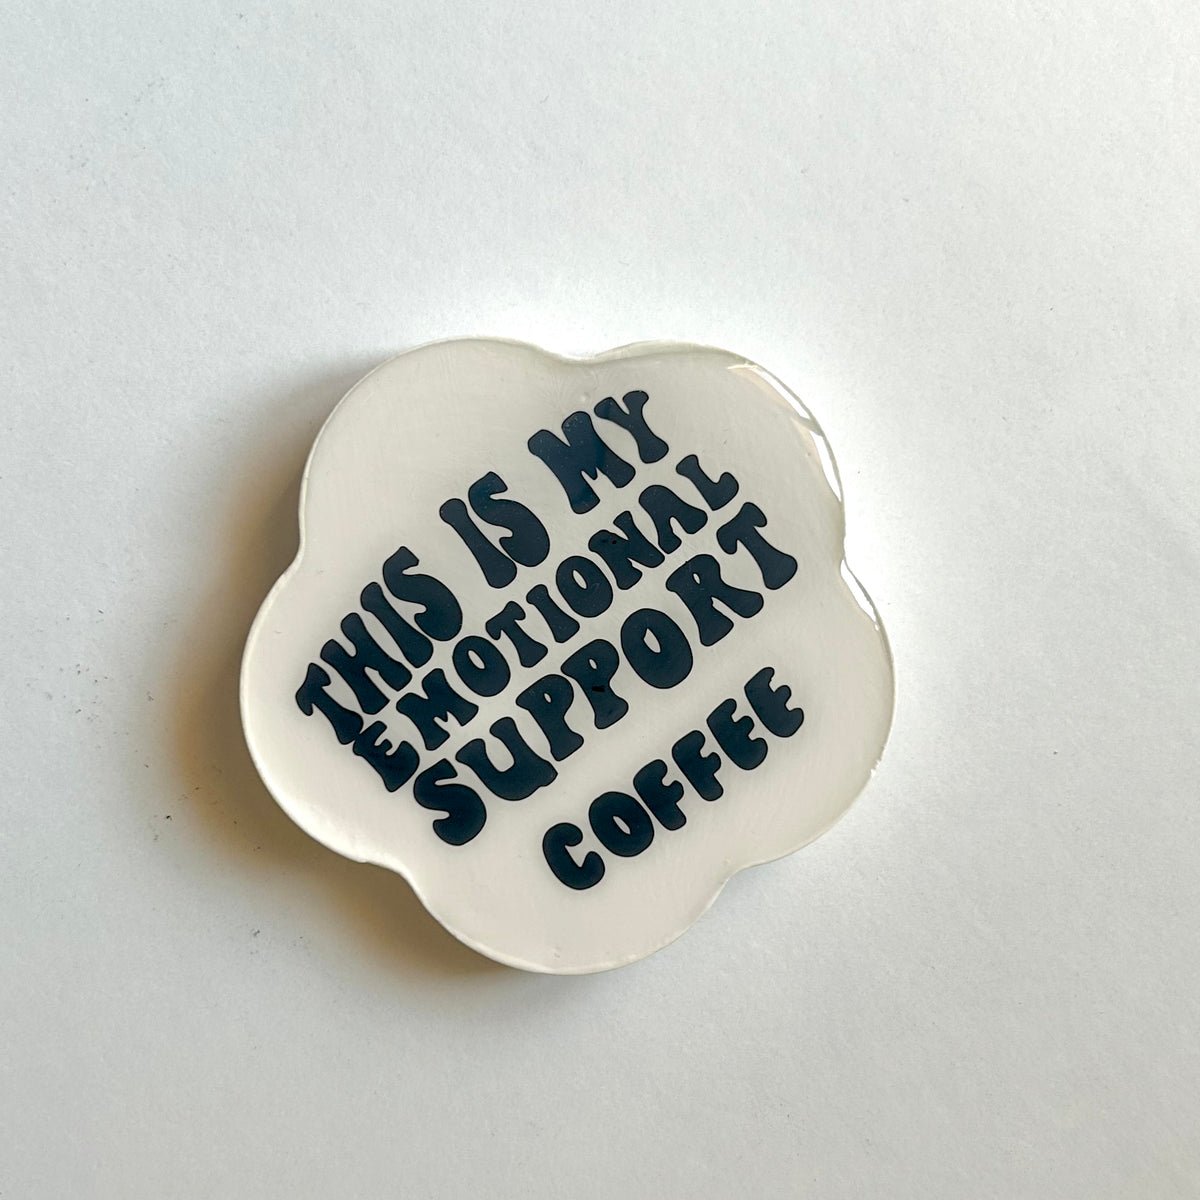 THIS IS MY
EMOTIONAL
SUPPORT
COFFEE